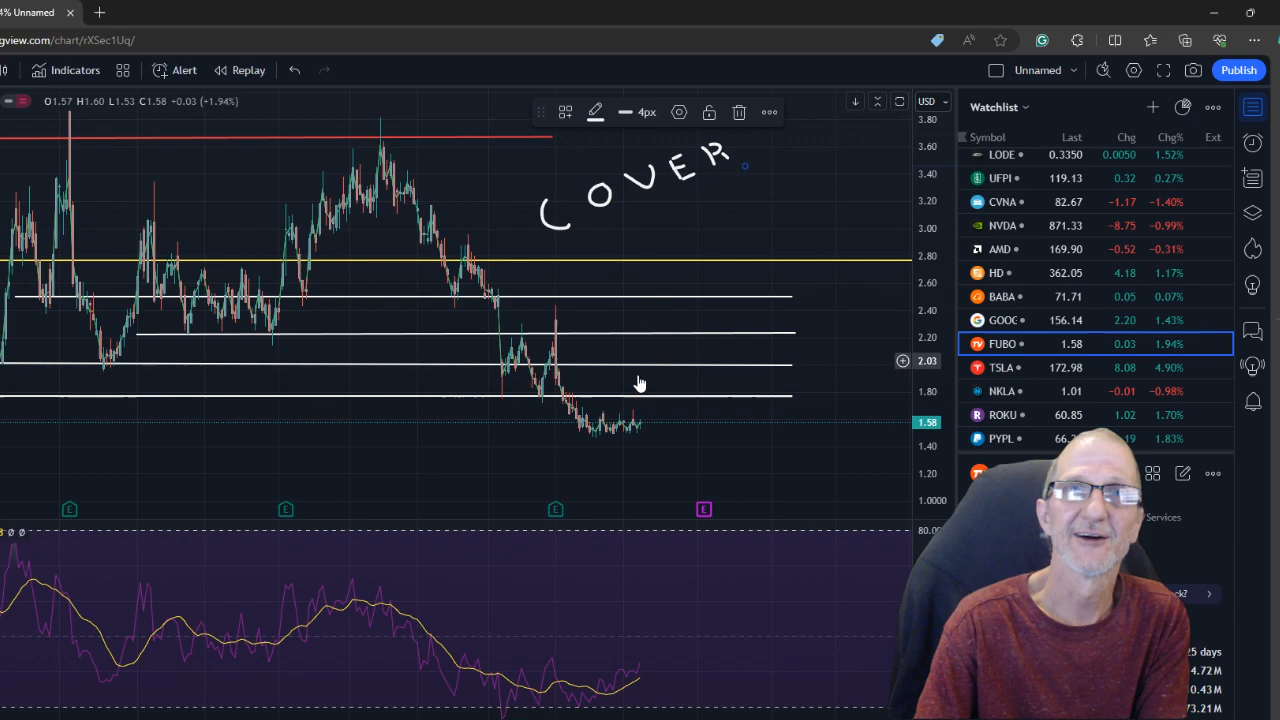 4% Unnamed
gview.com/chart/rXSec1Uq/
Indicators Alert Replay Unnamed Publish
O1.57 H1.60 L1.53 C1.58 +0.03 (+1.94%)
4px
USD
Watchlist
Symbol Last Chg Chg% Ext
LODE 0.3350 0.0050 1.52%
UFPI 119.13 0.32 0.27%
CVNA 82.67 −1.17 −1.40%
NVDA 871.33 −8.75 −0.99%
AMD 169.90 −0.52 −0.31%
HD 362.05 4.18 1.17%
BABA 71.71 0.05 0.07%
GOOG 156.14 2.20 1.43%
FUBO 1.58 0.03 1.94%
TSLA 172.98 8.08 4.90%
NKLA 1.01 −0.01 −0.98%
ROKU 60.85 1.02 1.70%
PYPL 1.83%
COVER
3.80
3.60
3.40
3.20
3.00
2.80
2.60
2.40
2.20
2.03
1.80
1.58
1.40
1.20
1.0000
E E E E
80.0
Services
25 days
4.72M
0.43M
73.21M